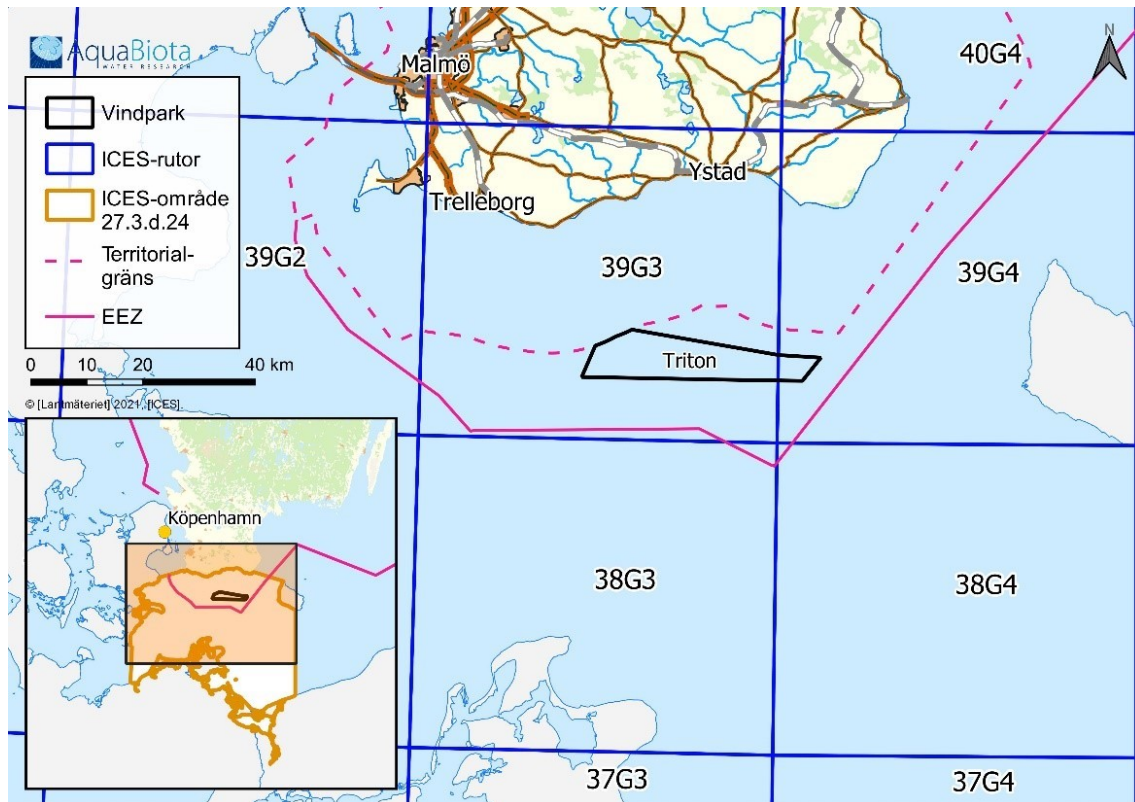 AquaBiota
WATER RESEARCH
Vindpark
ICES-rutor
ICES-område
27.3.d.24
Territorial-
gräns
EEZ
0 10 20 40 km
© [Lantmäteriet] 2021, [ICES].
Köpenhamn
N
40G4
Malmö
Ystad
Trelleborg
39G2
39G3
39G4
Triton
38G3
38G4
37G3
37G4